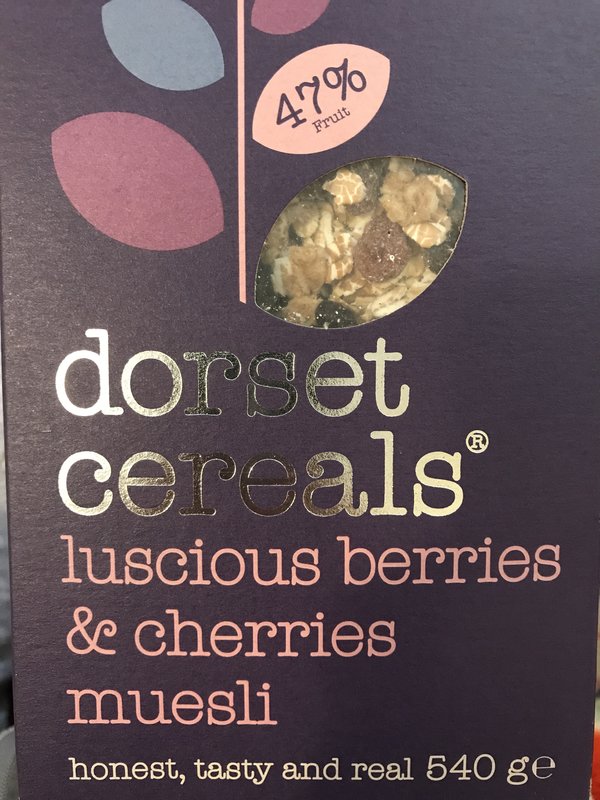 47%
Fruit
dorset
cereals®
luscious berries
& cherries
muesli
honest, tasty and real 540 g℮